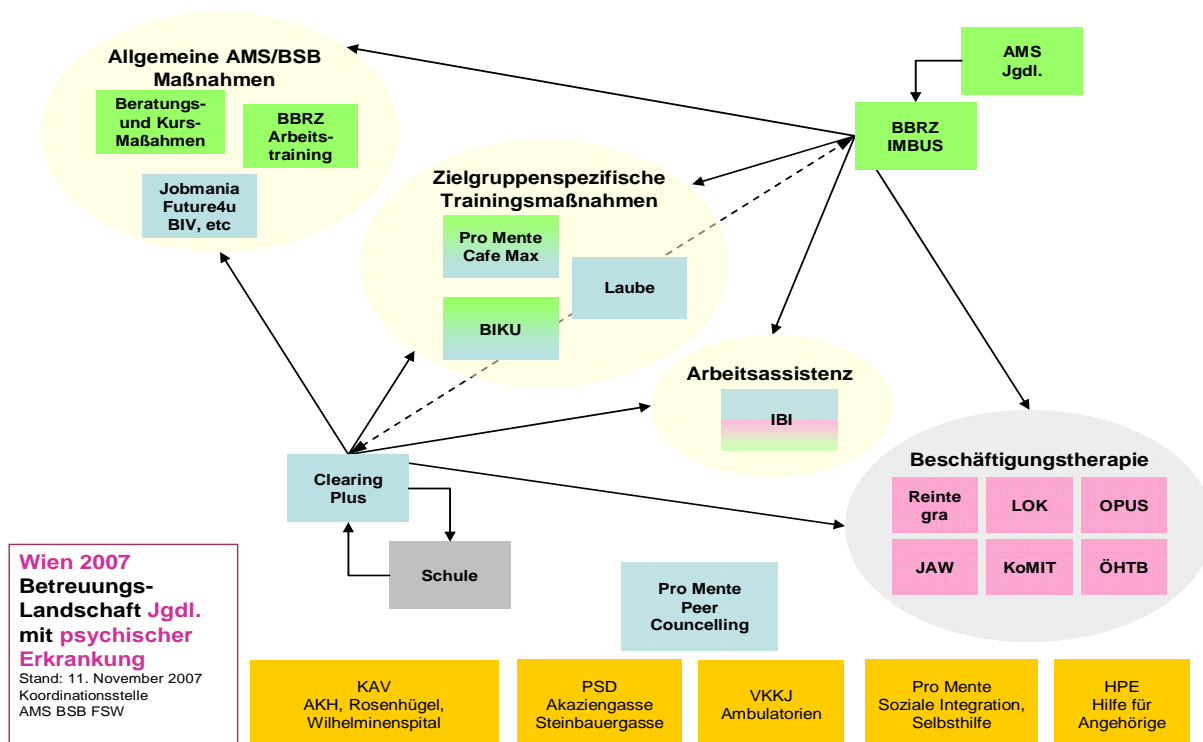 Allgemeine AMS/BSB
Maßnahmen
Beratungs-
und Kurs-
Maßahmen
BBRZ
Arbeits-
training
Jobmania
Future4u
BIV, etc
AMS
Jgdl.
BBRZ
IMBUS
Zielgruppenspezifische
Trainingsmaßnahmen
Pro Mente
Cafe Max
Laube
BIKU
Arbeitsassistenz
IBI
Clearing
Plus
Schule
Beschäftigungstherapie
Reinte
gra
LOK
OPUS
JAW
KoMIT
ÖHTB
Pro Mente
Peer
Councelling
Wien 2007
Betreuungs-
Landschaft Jgdl.
mit psychischer
Erkrankung
Stand: 11. November 2007
Koordinationsstelle
AMS BSB FSW
KAV
AKH, Rosenhügel,
Wilhelminenspital
PSD
Akaziengasse
Steinbauergasse
VKKJ
Ambulatorien
Pro Mente
Soziale Integration,
Selbsthilfe
HPE
Hilfe für
Angehörige